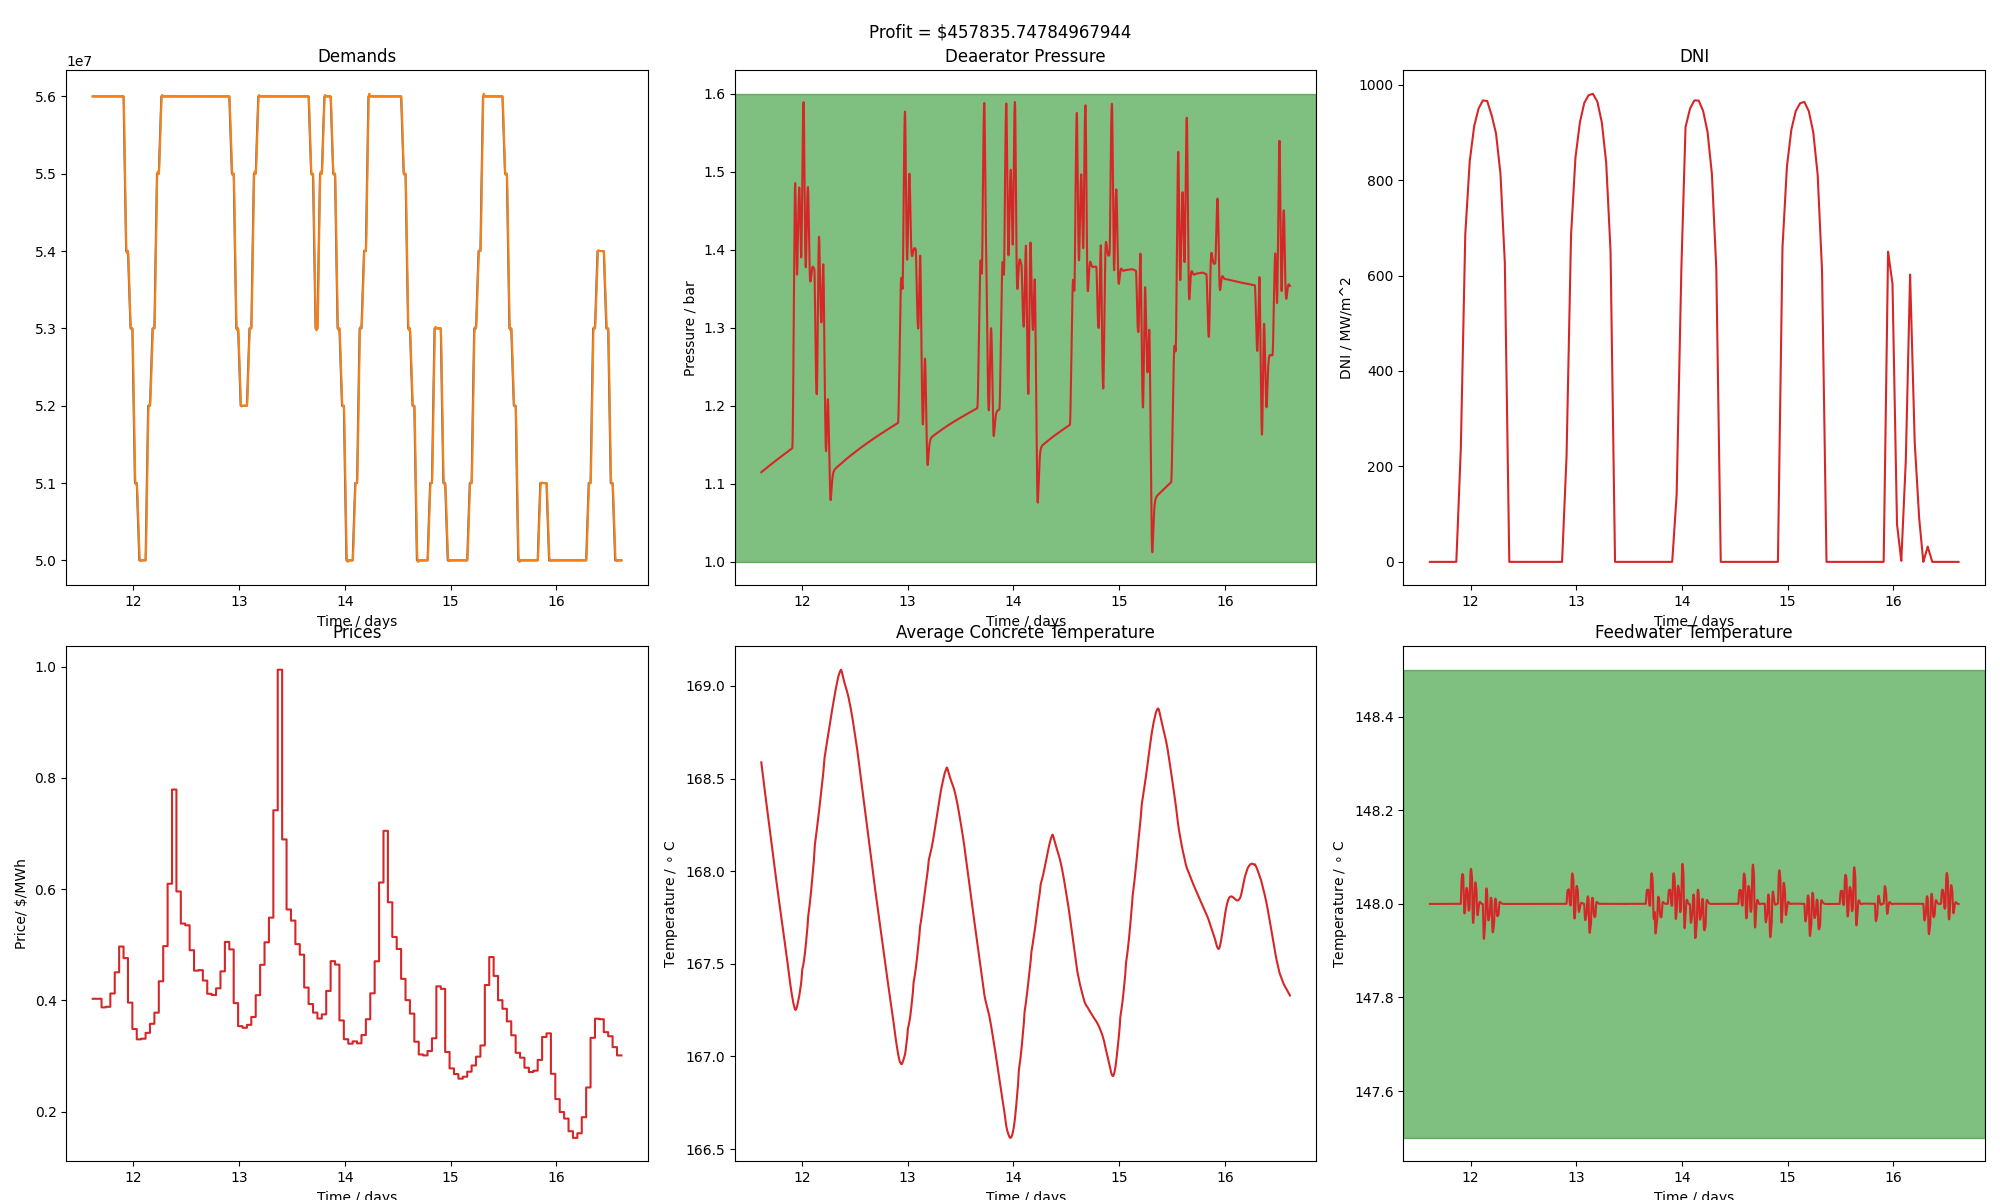 Profit = $457835.74784967944
Demands
1e7
5.6
5.5
5.4
5.3
5.2
5.1
5.0
12 13 14 15 16
Time / days
Deaerator Pressure
Pressure / bar
1.6
1.5
1.4
1.3
1.2
1.1
1.0
12 13 14 15 16
Time / days
DNI
DNI / MW/m^2
1000
800
600
400
200
0
12 13 14 15 16
Time / days
Prices
Price/ $/MWh
1.0
0.8
0.6
0.4
0.2
12 13 14 15 16
Time / days
Average Concrete Temperature
Temperature / ∘ C
169.0
168.5
168.0
167.5
167.0
166.5
12 13 14 15 16
Time / days
Feedwater Temperature
Temperature / ∘ C
148.4
148.2
148.0
147.8
147.6
12 13 14 15 16
Time / days